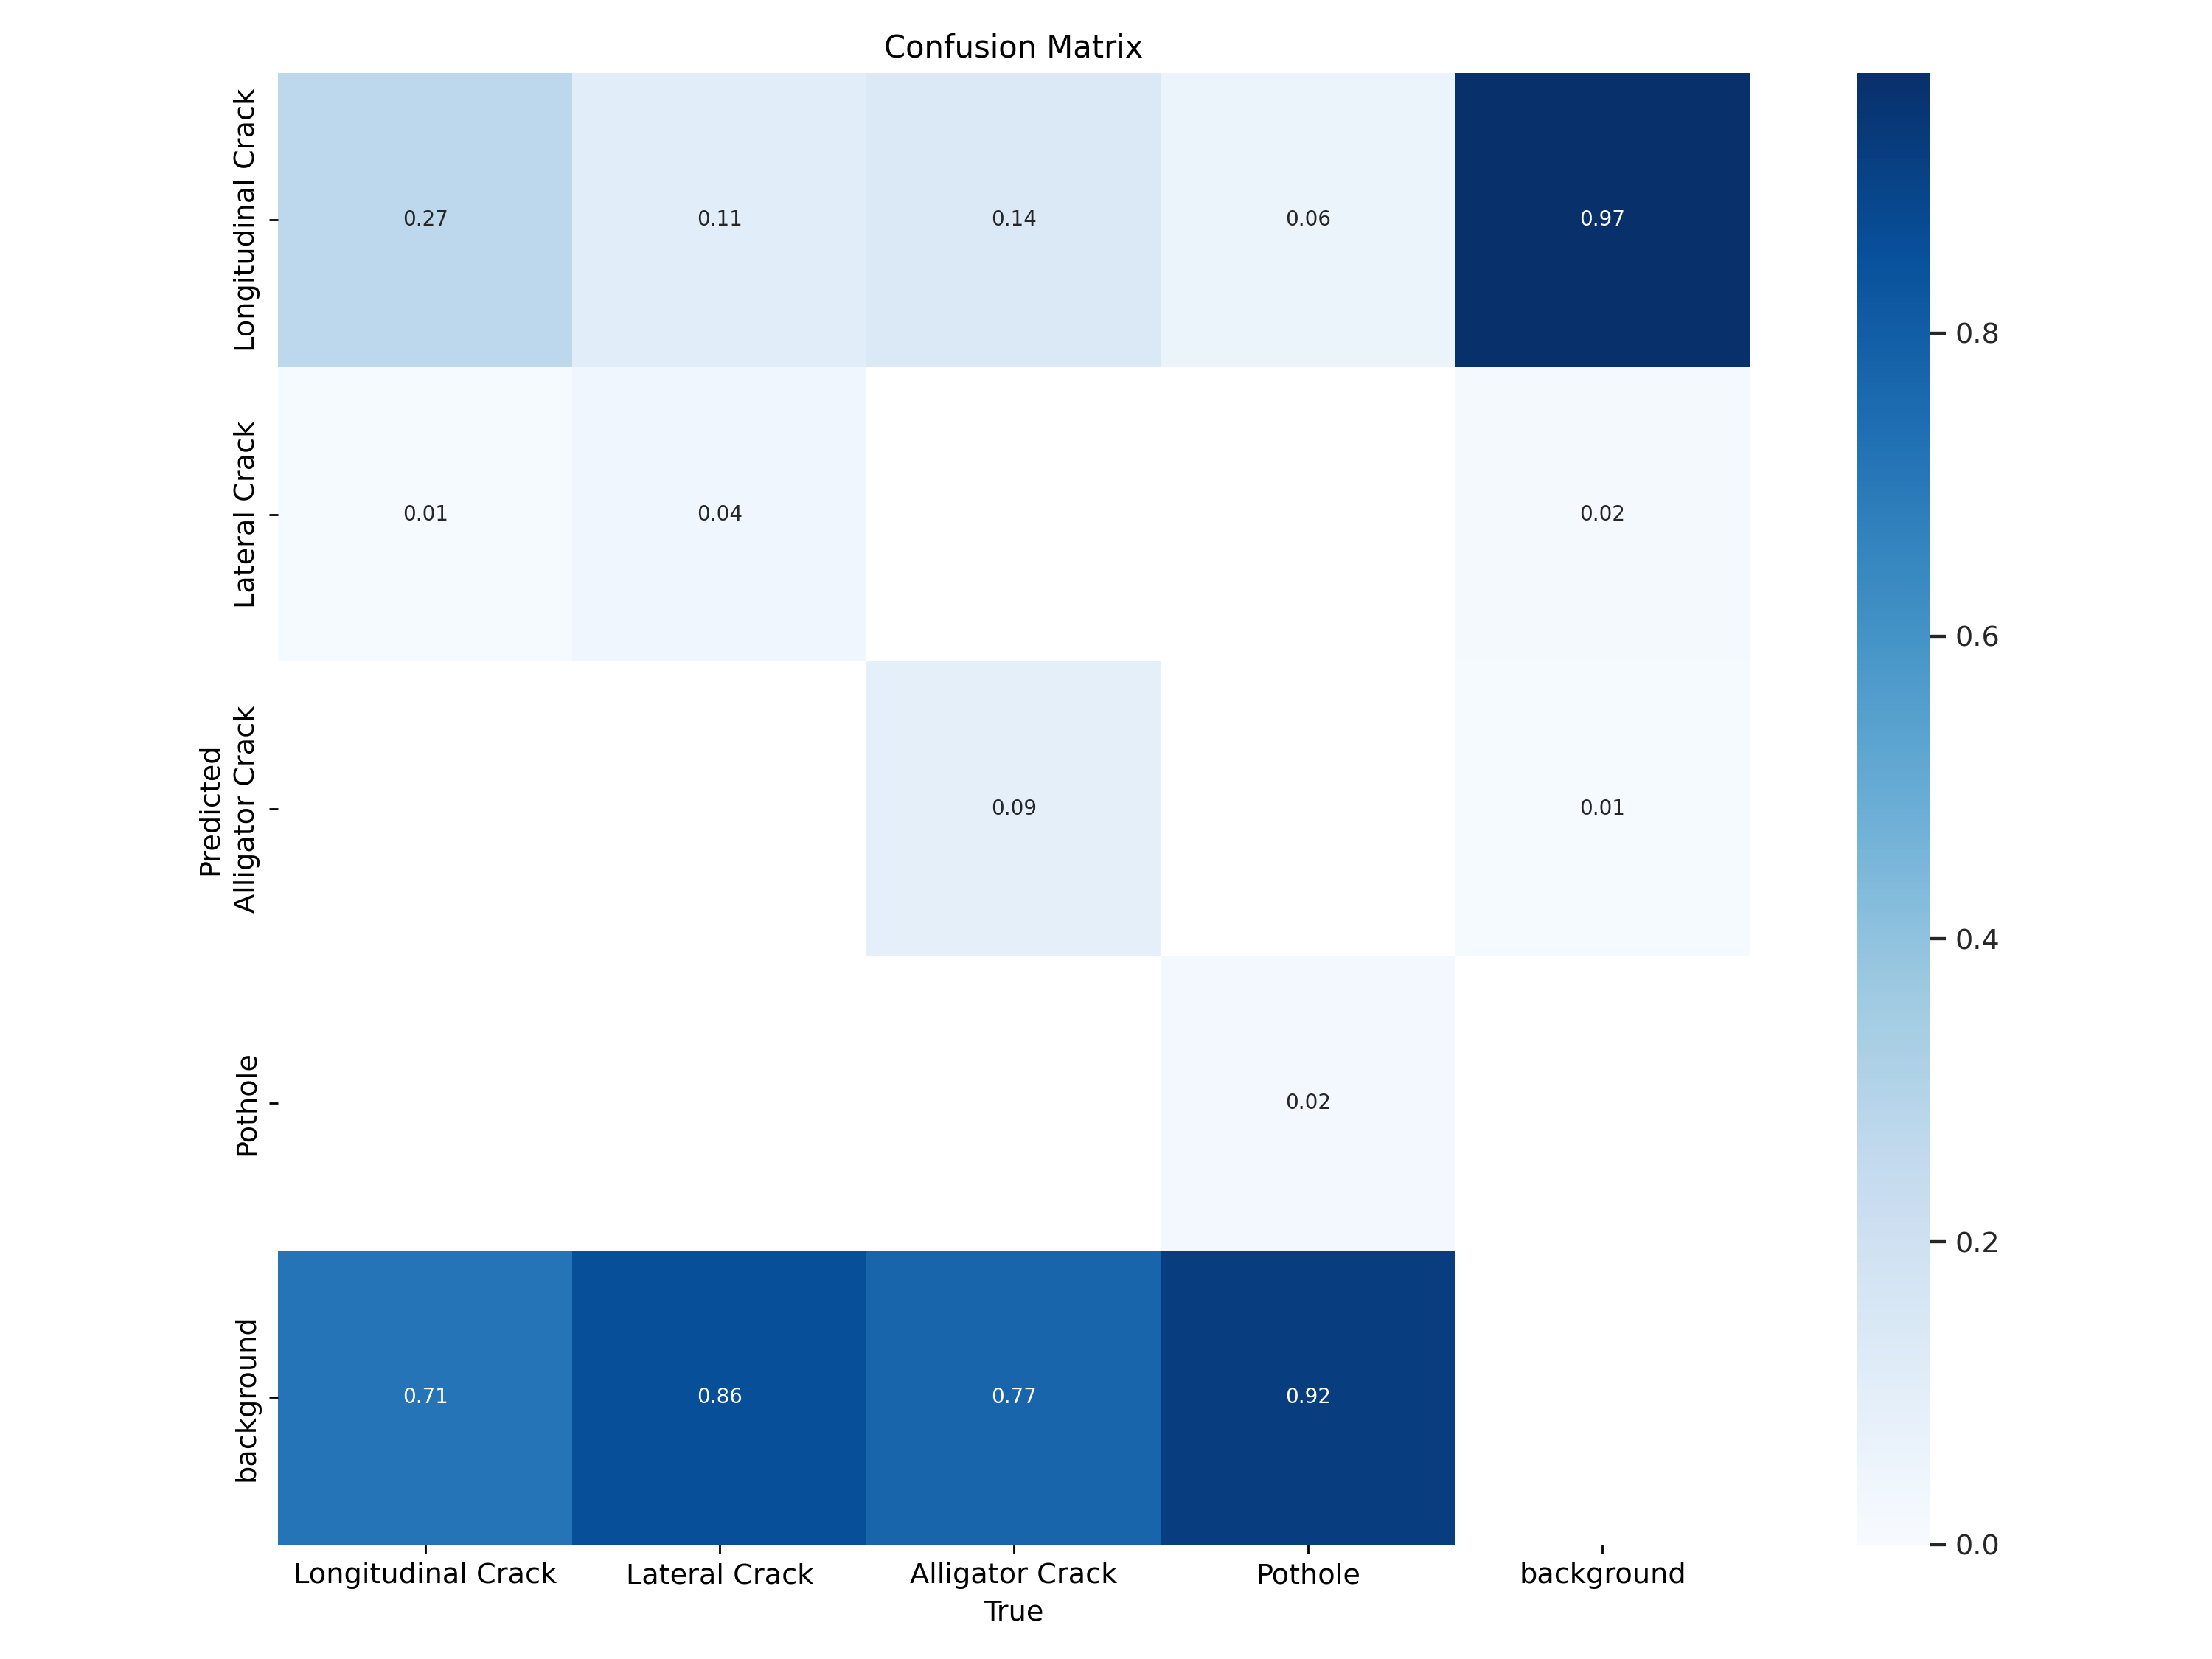 Confusion Matrix
Longitudinal Crack
0.27 0.11 0.14 0.06 0.97
0.8
Lateral Crack
0.01 0.04 0.02
0.6
Predicted
Alligator Crack
0.09 0.01
0.4
Pothole
0.02
0.2
background
0.71 0.86 0.77 0.92
0.0
Longitudinal Crack Lateral Crack Alligator Crack Pothole background
True